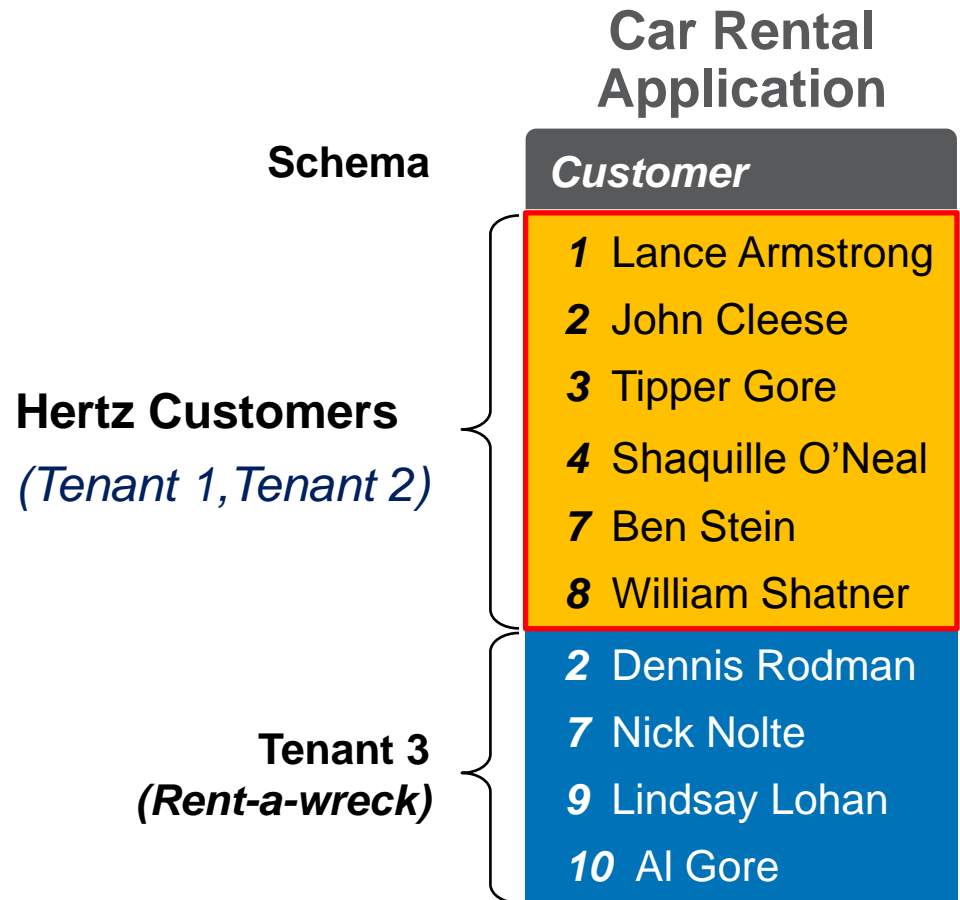 Car Rental
Application
Schema
Customer
Hertz Customers
(Tenant 1,Tenant 2)
1 Lance Armstrong
2 John Cleese
3 Tipper Gore
4 Shaquille O’Neal
7 Ben Stein
8 William Shatner
Tenant 3
(Rent-a-wreck)
2 Dennis Rodman
7 Nick Nolte
9 Lindsay Lohan
10 Al Gore